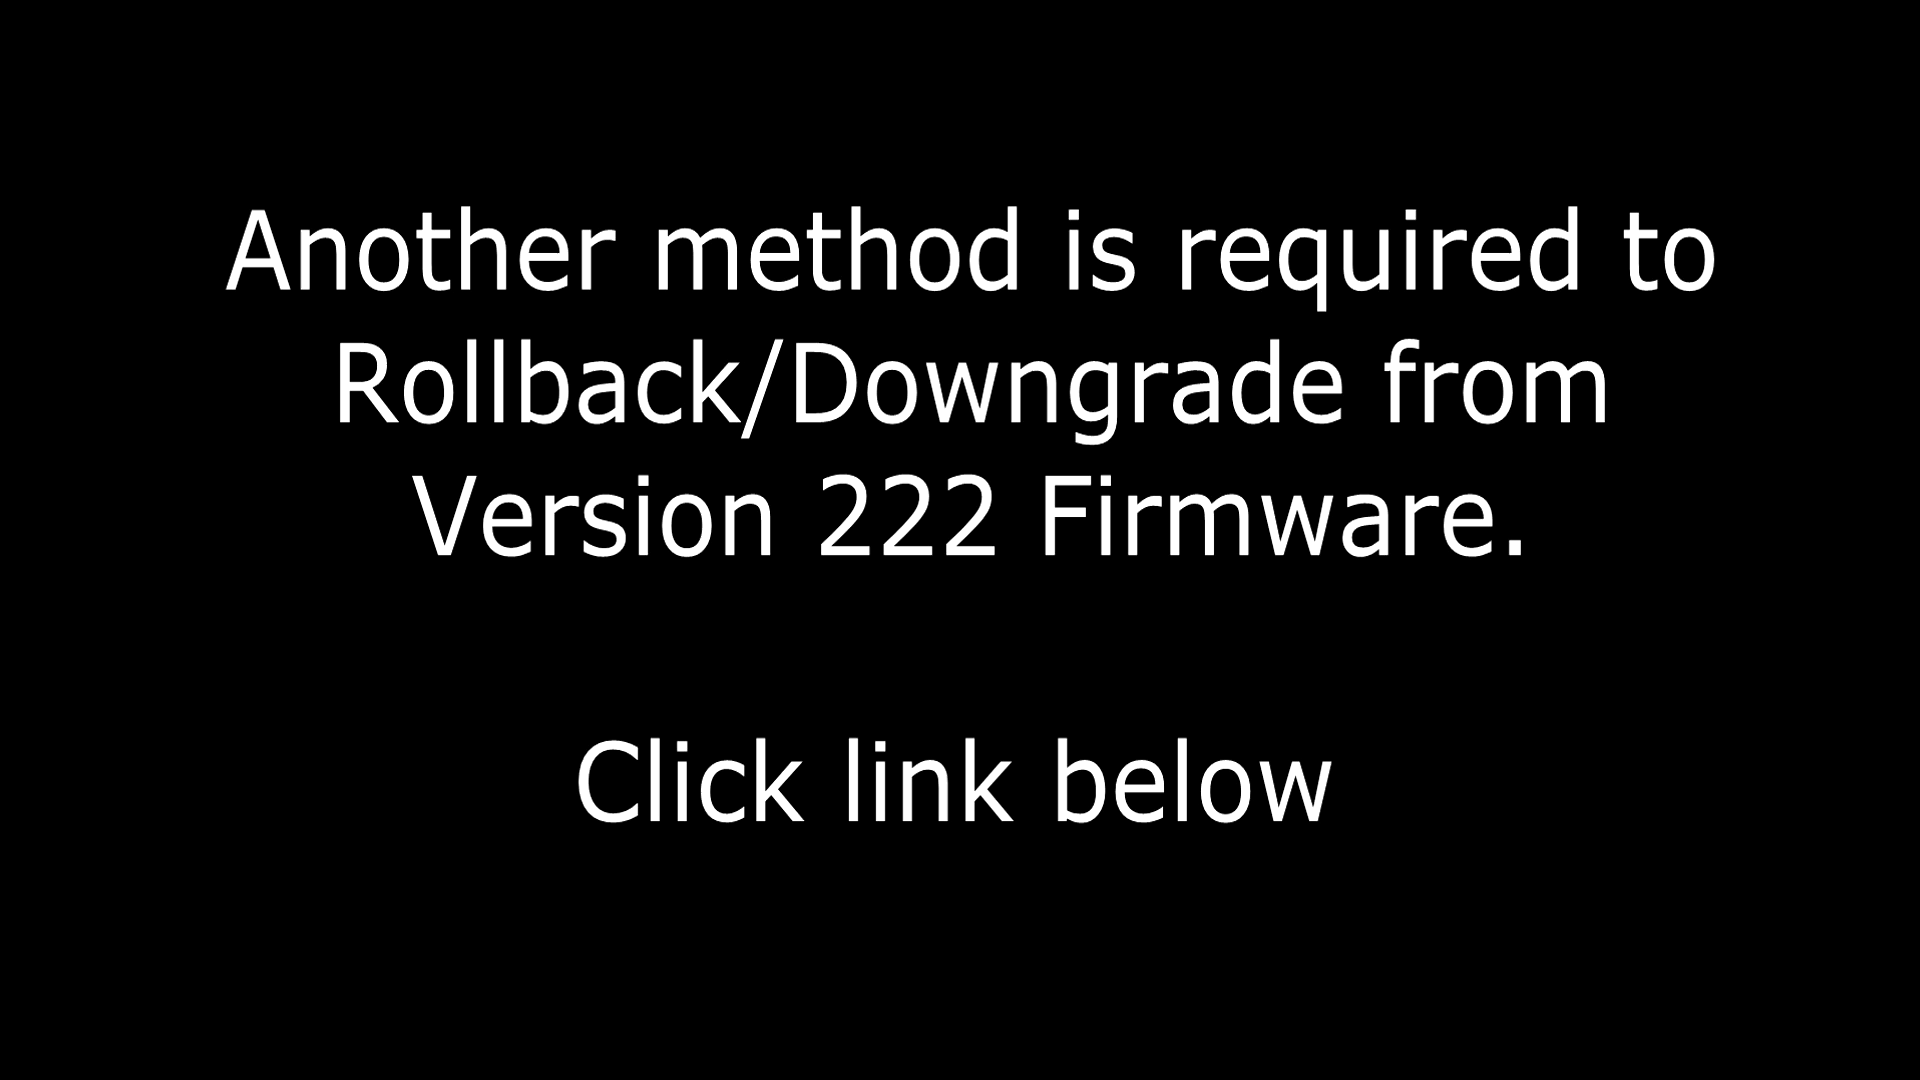 Another method is required to
Rollback/Downgrade from
Version 222 Firmware.
Click link below